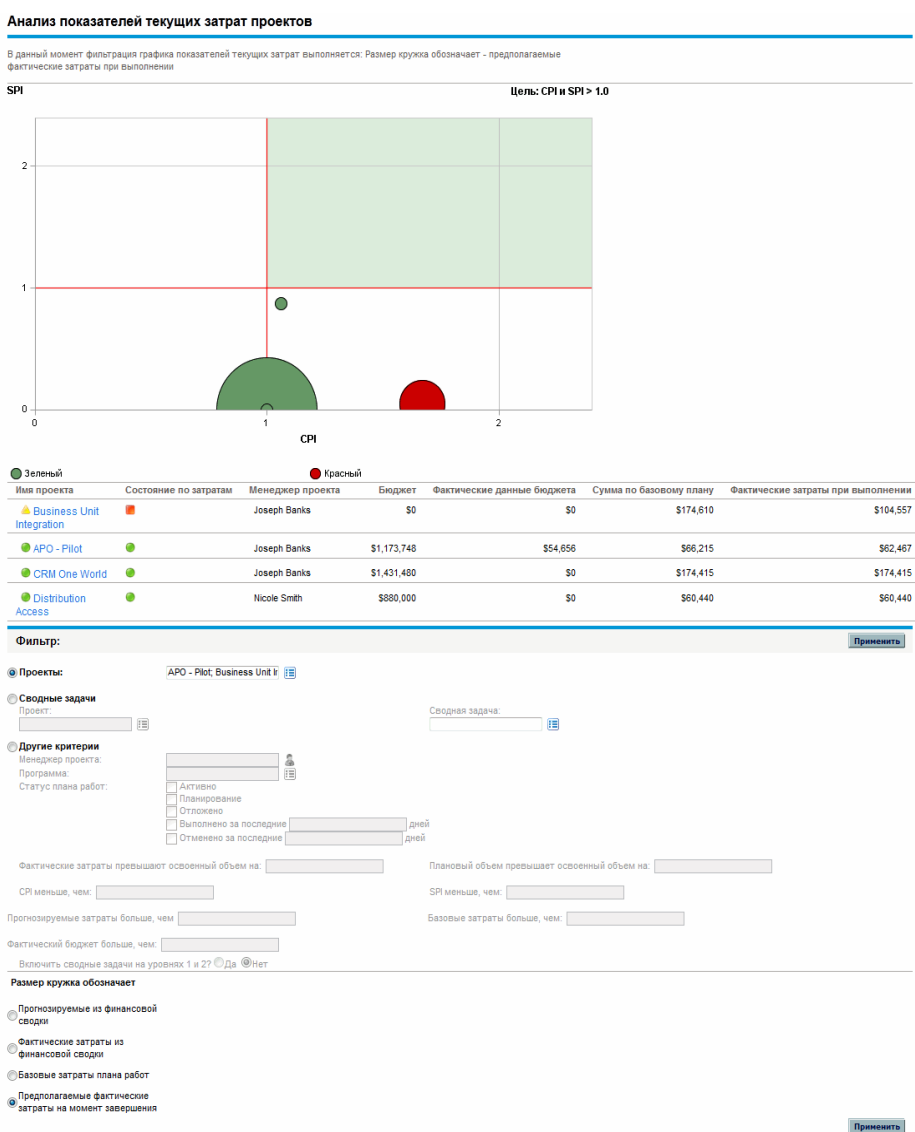 Анализ показателей текущих затрат проектов
В данный момент фильтрация графика показателей текущих затрат выполняется: Размер кружка обозначает - предполагаемые
фактические затраты при выполнении
SPI
Цель: CPI и SPI > 1.0
2
1
0
0
1
2
CPI
Зеленый
Красный
Имя проекта Состояние по затратам Менеджер проекта Бюджет Фактические данные бюджета Сумма по базовому плану Фактические затраты при выполнении
Business Unit Joseph Banks $0 $0 $174,610 $104,557
Integration
APO - Pilot Joseph Banks $1,173,748 $54,656 $66,215 $62,467
CRM One World Joseph Banks $1,431,480 $0 $174,415 $174,415
Distribution Nicole Smith $880,000 $0 $60,440 $60,440
Access
Фильтр: Применить
Проекты: APO - Pilot; Business Unit Ir
Сводные задачи
Проект: Сводная задача:
Другие критерии
Менеджер проекта:
Программа:
Статус плана работ: Активно
Планирование
Отложено
Выполнено за последние дней
Отменено за последние дней
Фактические затраты превышают освоенный объем на: Плановый объем превышает освоенный объем на:
CPI меньше, чем: SPI меньше, чем:
Прогнозируемые затраты больше, чем Базовые затраты больше, чем:
Фактический бюджет больше, чем:
Включить сводные задачи на уровнях 1 и 2? Да Нет
Размер кружка обозначает
Прогнозируемые из финансовой
сводки
Фактические затраты из
финансовой сводки
Базовые затраты плана работ
Предполагаемые фактические
затраты на момент завершения
Применить